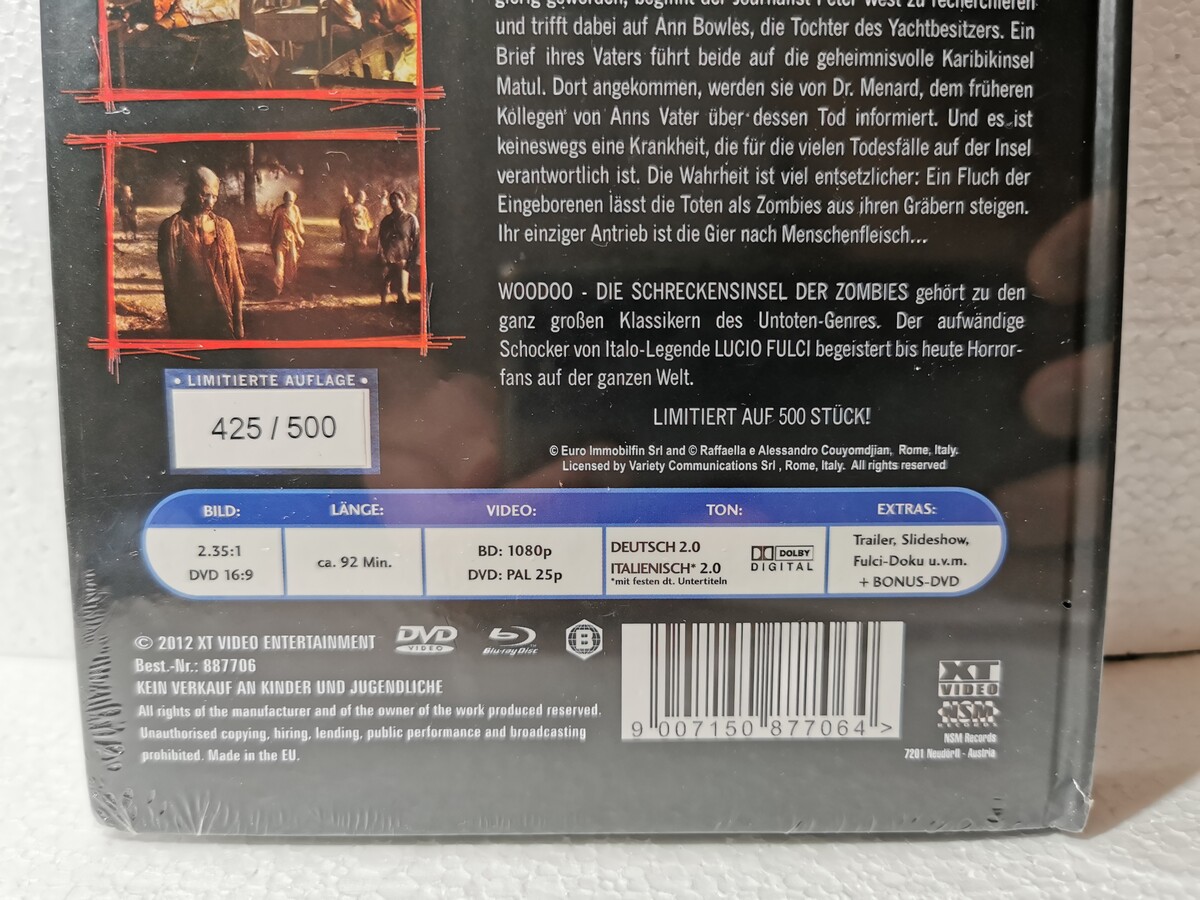 gierig geworden, beginnt der Journalist Peter West zu recherchieren
und trifft dabei auf Ann Bowles, die Tochter des Yachtbesitzers. Ein
Brief ihres Vaters führt beide auf die geheimnisvolle Karibikinsel
Matul. Dort angekommen, werden sie von Dr. Menard, dem früheren
Kollegen von Anns Vater über dessen Tod informiert. Und es ist
keineswegs eine Krankheit, die für die vielen Todesfälle auf der Insel
verantwortlich ist. Die Wahrheit ist viel entsetzlicher: Ein Fluch der
Eingeborenen lässt die Toten als Zombies aus ihren Gräbern steigen.
Ihr einziger Antrieb ist die Gier nach Menschenfleisch...
WOODOO - DIE SCHRECKENSINSEL DER ZOMBIES gehört zu den
ganz großen Klassikern des Untoten-Genres. Der aufwändige
Schocker von Italo-Legende LUCIO FULCI begeistert bis heute Horror-
fans auf der ganzen Welt.
LIMITIERT AUF 500 STÜCK!
© Euro Immobilfin Srl and © Raffaella e Alessandro Couyomdjian, Rome, Italy.
Licensed by Variety Communications Srl , Rome, Italy. All rights reserved
• LIMITIERTE AUFLAGE •
425 / 500
BILD:
2.35:1
DVD 16:9
LÄNGE:
ca. 92 Min.
VIDEO:
BD: 1080p
DVD: PAL 25p
TON:
DEUTSCH 2.0
ITALIENISCH* 2.0
*mit festen dt. Untertiteln
DOLBY
DIGITAL
EXTRAS:
Trailer, Slideshow,
Fulci-Doku u.v.m.
+ BONUS-DVD
© 2012 XT VIDEO ENTERTAINMENT
Best.-Nr.: 887706
KEIN VERKAUF AN KINDER UND JUGENDLICHE
All rights of the manufacturer and of the owner of the work produced reserved.
Unauthorised copying, hiring, lending, public performance and broadcasting
prohibited. Made in the EU.
DVD
VIDEO
Blu-ray Disc
B
9 007150 877064 >
XT
VIDEO
NSM
RECORDS
NSM Records
7201 Neudörfl - Austria